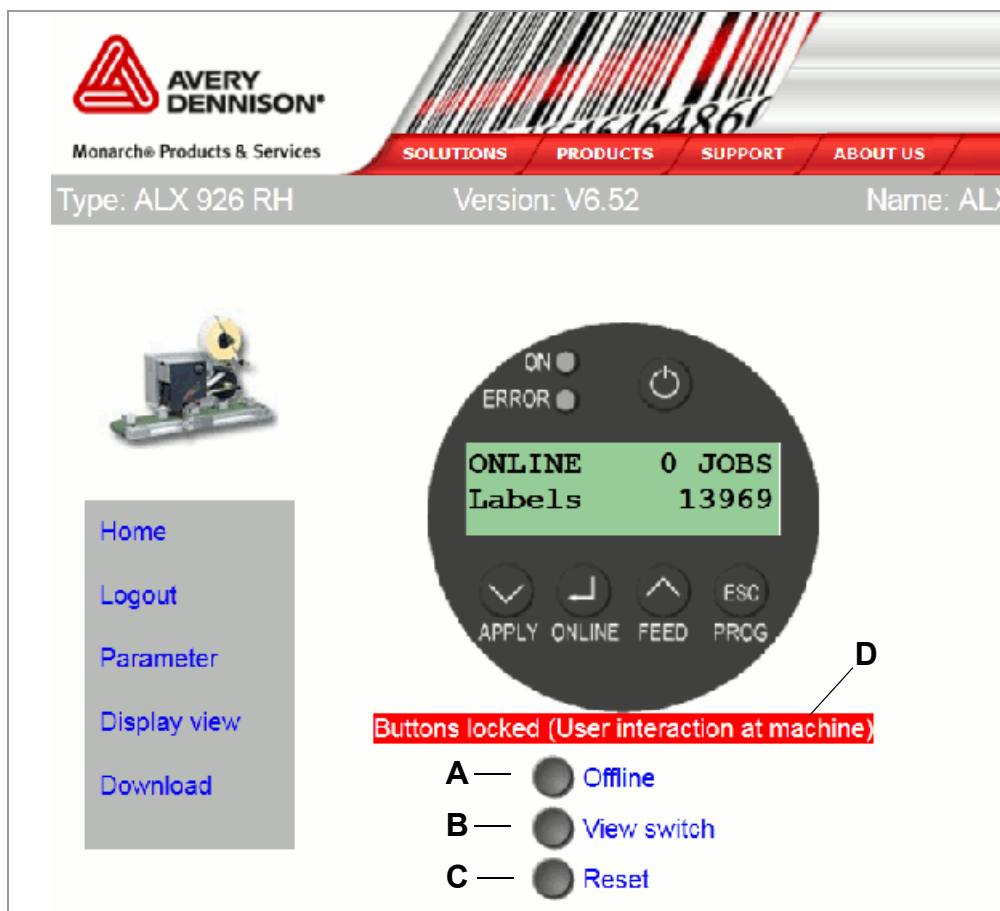 AVERY
DENNISON®
Monarch® Products & Services
SOLUTIONS PRODUCTS SUPPORT ABOUT US
Type: ALX 926 RH Version: V6.52 Name: ALX
ON
ERROR
ONLINE 0 JOBS
Labels 13969
ESC
APPLY ONLINE FEED PROG
Home
Logout
Parameter
Display view
Download
D
Buttons locked (User interaction at machine)
A Offline
B View switch
C Reset